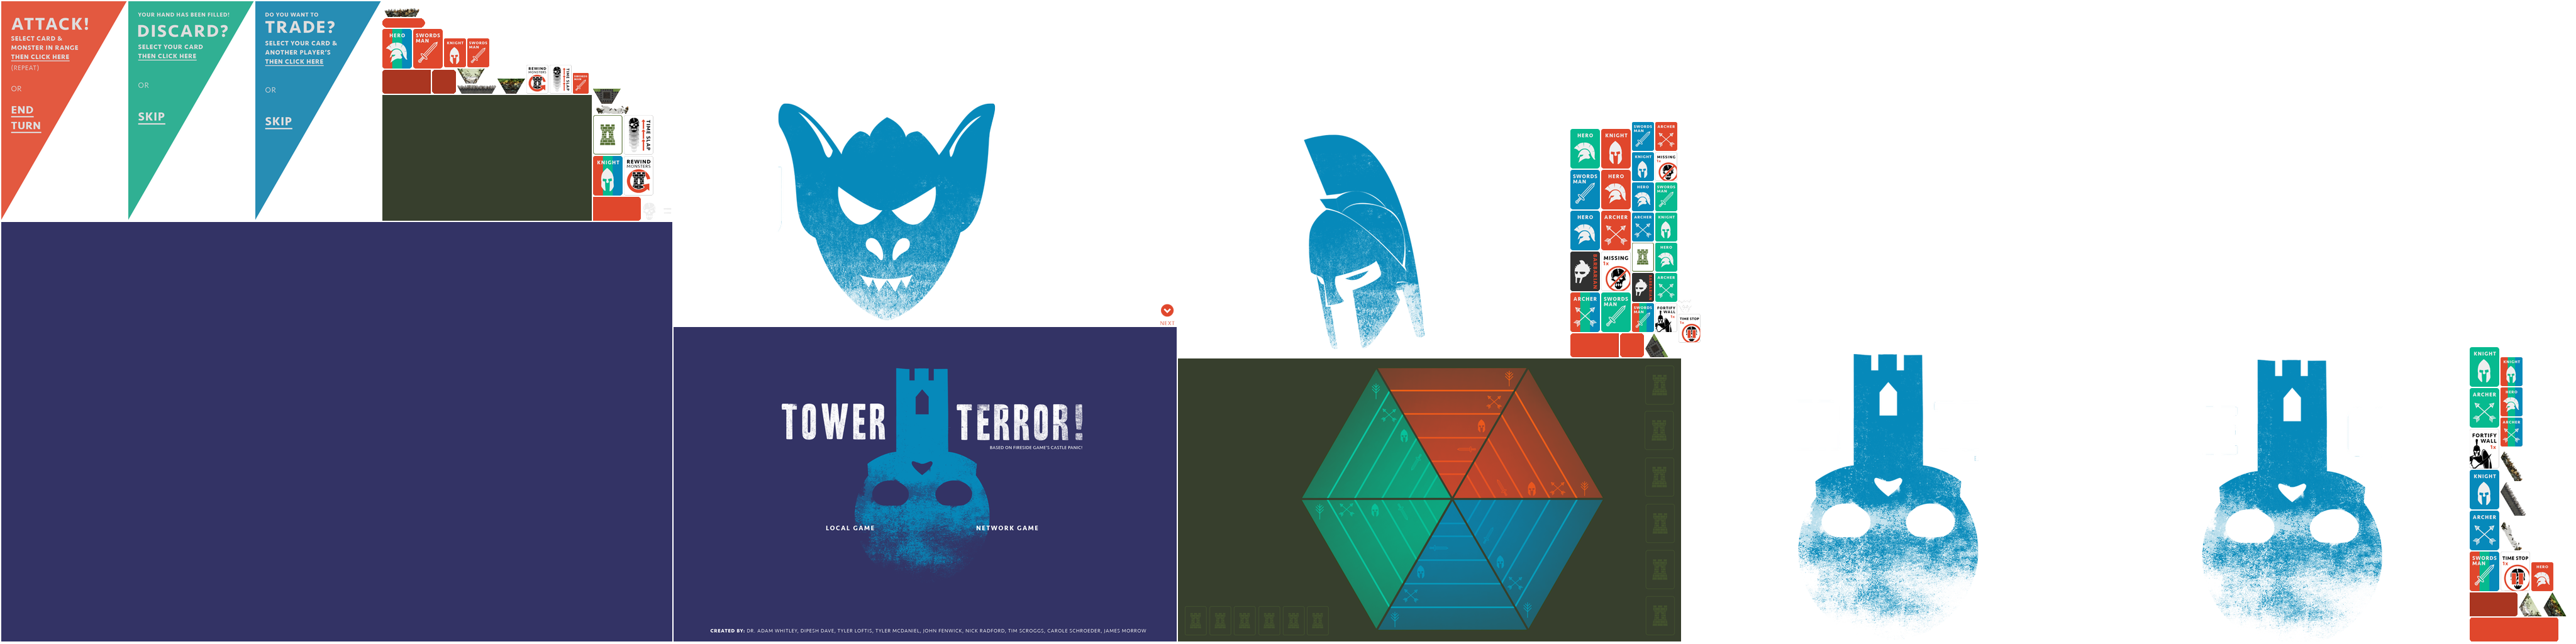 ATTACK!
SELECT CARD &
MONSTER IN RANGE
THEN CLICK HERE
(REPEAT)
OR
END
TURN
YOUR HAND HAS BEEN FILLED!
DISCARD?
SELECT YOUR CARD
THEN CLICK HERE
OR
SKIP
DO YOU WANT TO
TRADE?
SELECT YOUR CARD &
ANOTHER PLAYER'S
THEN CLICK HERE
OR
SKIP
HERO
SWORDS
MAN
KNIGHT
SWORDS
MAN
REWIND
MONSTERS
TIME SLAP
TIME SLAP
KNIGHT
REWIND
MONSTERS
NEXT
TOWER TERROR!
BASED ON FIRESIDE GAME'S CASTLE PANIC!
LOCAL GAME
NETWORK GAME
CREATED BY: DR. ADAM WHITLEY, DIPESH DAVE, TYLER LOFTIS, TYLER MCDANIEL, JOHN FENWICK, NICK RADFORD, TIM SCROGGS, CAROLE SCHROEDER, JAMES MORROW
HERO
KNIGHT
SWORDS
MAN
ARCHER
KNIGHT
MISSING
SWORDS
MAN
HERO
HERO
SWORDS
MAN
HERO
ARCHER
ARCHER
KNIGHT
BARBARIAN
MISSING
1x
HERO
ARCHER
ARCHER
SWORDS
MAN
SWORDS
MAN
FORTIFY
WALL
TIME STOP
KNIGHT
KNIGHT
ARCHER
HERO
ARCHER
FORTIFY
WALL
1x
KNIGHT
ARCHER
SWORDS
MAN
TIME STOP
1x
HERO